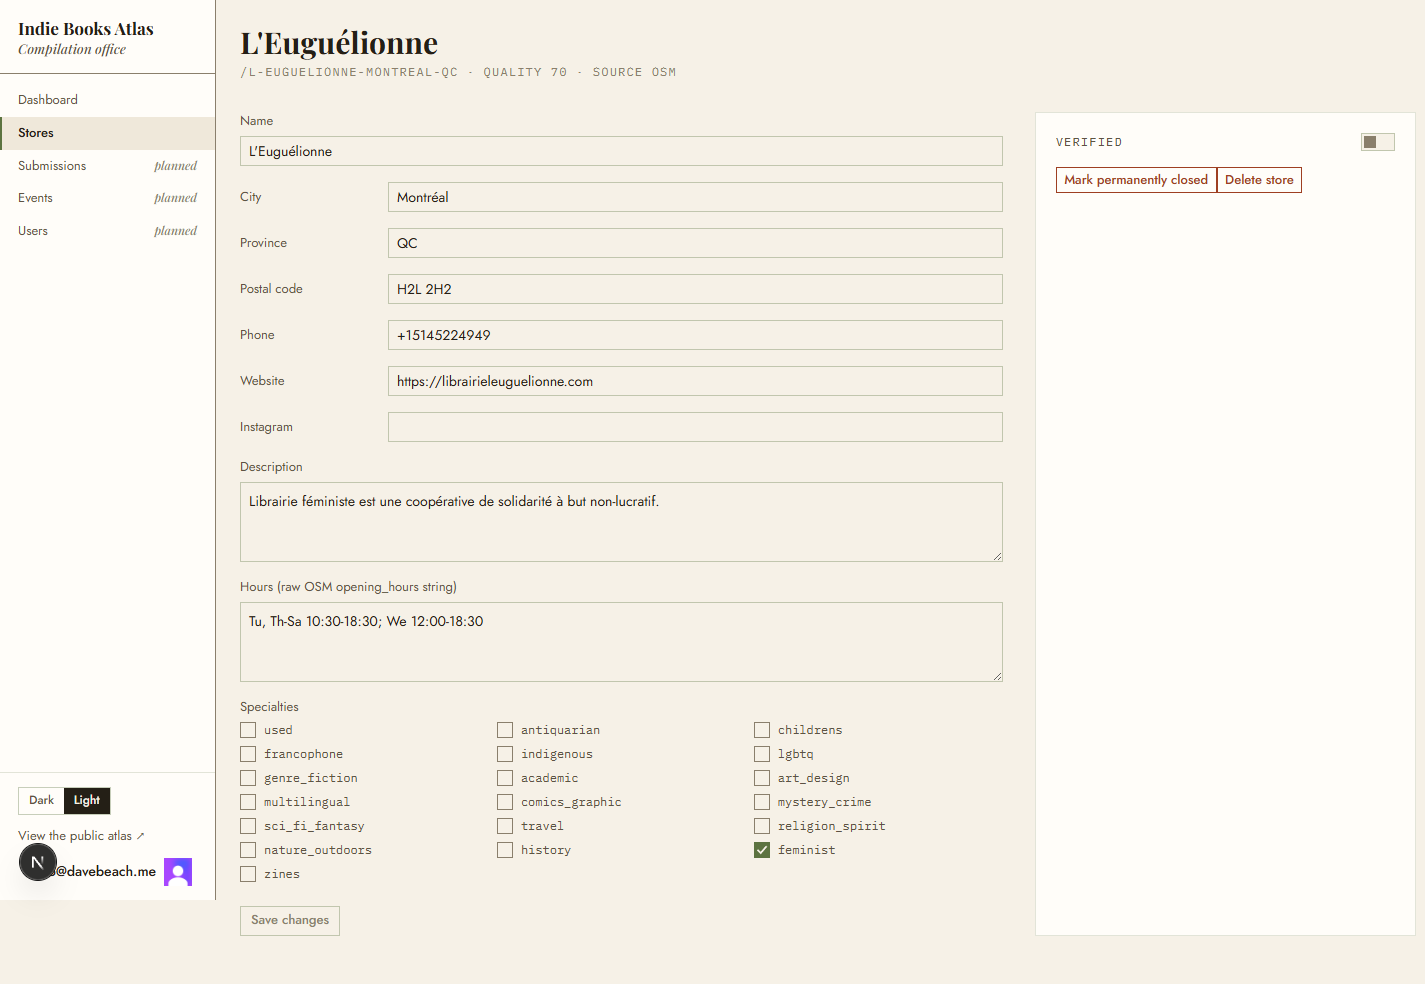 Indie Books Atlas
Compilation office
Dashboard
Stores
Submissions planned
Events planned
Users planned
Dark Light
View the public atlas ↗
N
@davebeach.me
L'Euguélionne
/L-EUGUELIONNE-MONTREAL-QC · QUALITY 70 · SOURCE OSM
Name
L'Euguélionne
City
Montréal
Province
QC
Postal code
H2L 2H2
Phone
+15145224949
Website
https://librairieleuguelionne.com
Instagram
Description
Librairie féministe est une coopérative de solidarité à but non-lucratif.
Hours (raw OSM opening_hours string)
Tu, Th-Sa 10:30-18:30; We 12:00-18:30
Specialties
used antiquarian childrens
francophone indigenous lgbtq
genre_fiction academic art_design
multilingual comics_graphic mystery_crime
sci_fi_fantasy travel religion_spirit
nature_outdoors history feminist
zines
Save changes
VERIFIED
Mark permanently closed Delete store